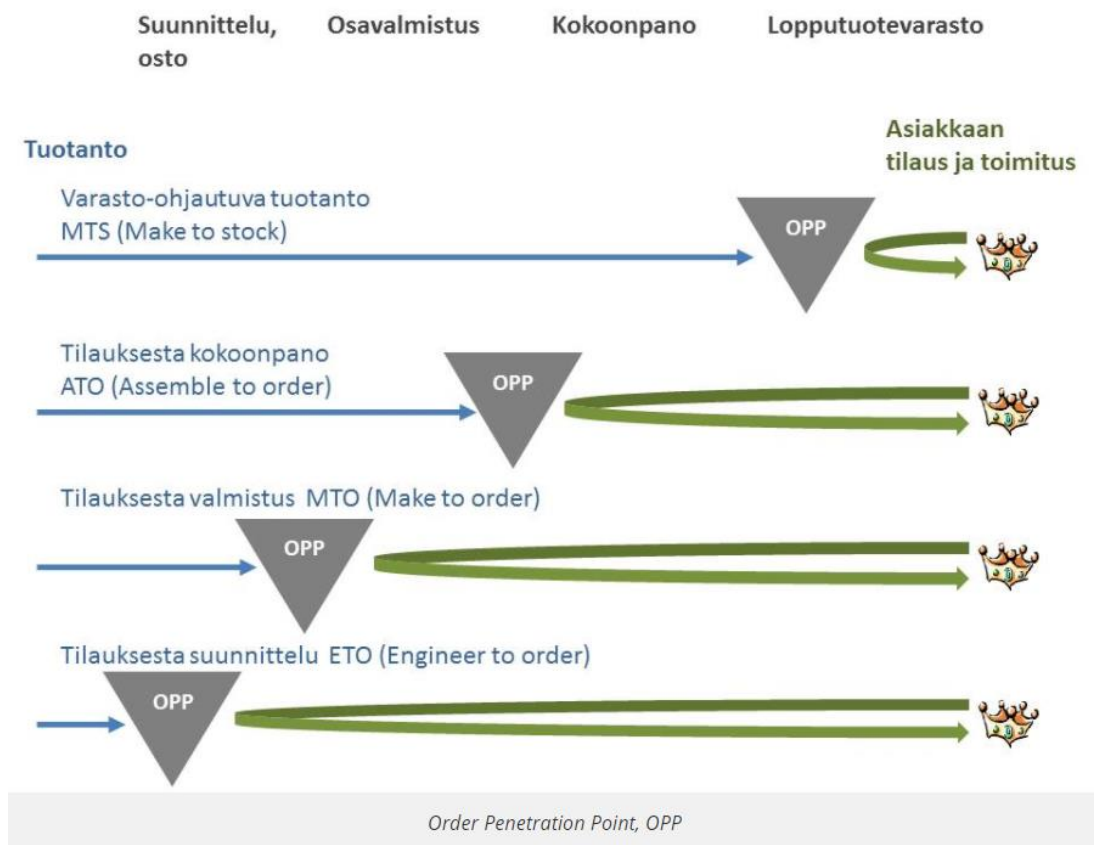 Suunnittelu, osto
Osavalmistus
Kokoonpano
Lopputuotevarasto
Asiakkaan
tilaus ja toimitus
Tuotanto
Varasto-ohjautuva tuotanto
MTS (Make to stock)
OPP
Tilauksesta kokoonpano
ATO (Assemble to order)
OPP
Tilauksesta valmistus MTO (Make to order)
OPP
Tilauksesta suunnittelu ETO (Engineer to order)
OPP
Order Penetration Point, OPP